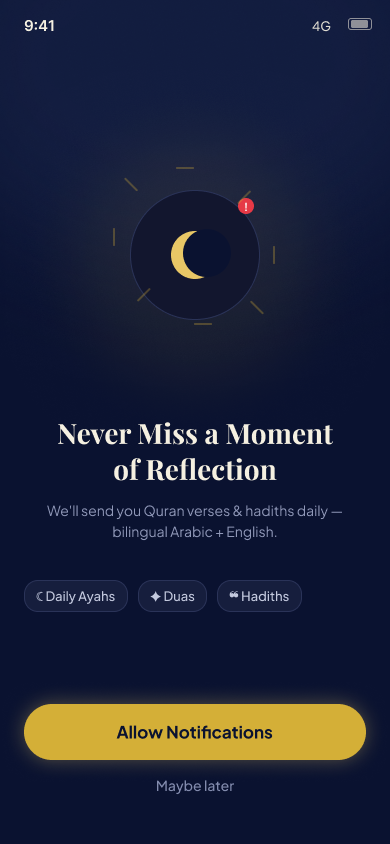 9:41
4G
!
Never Miss a Moment
of Reflection
We'll send you Quran verses & hadiths daily —
bilingual Arabic + English.
☾ Daily Ayahs
✦ Duas
❝ Hadiths
Allow Notifications
Maybe later